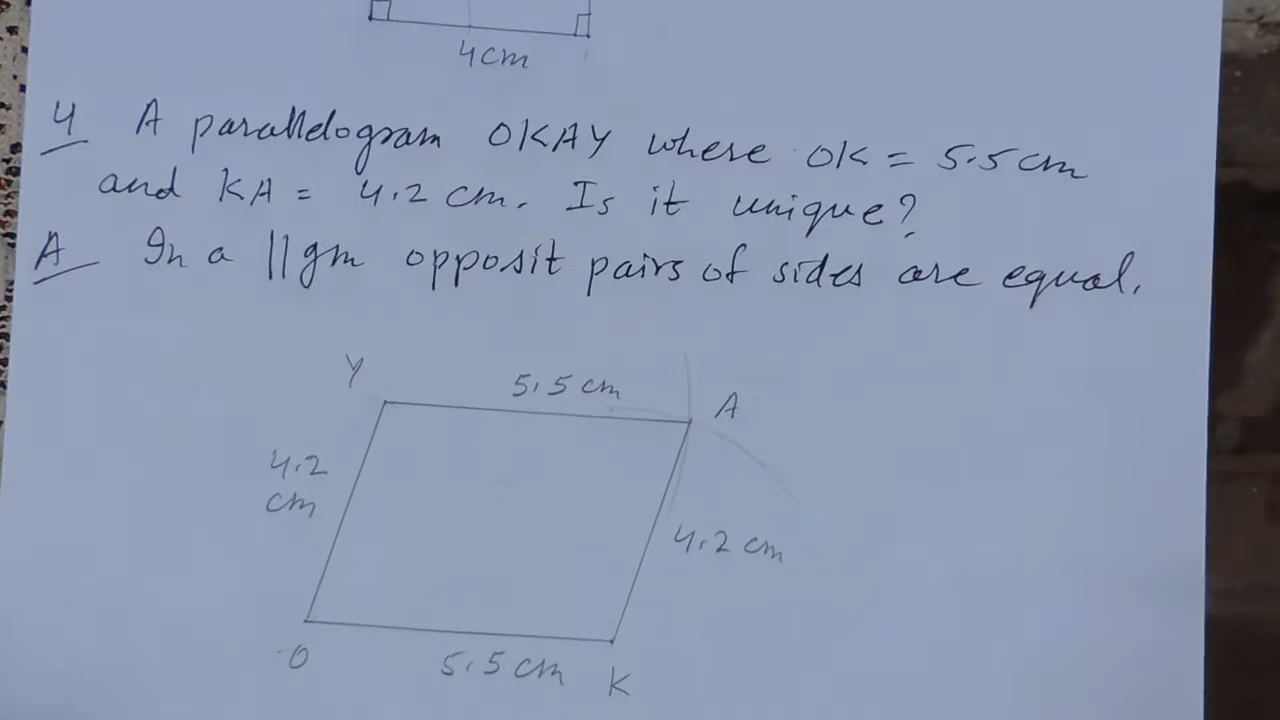 4cm
4 A parallelogram OKAY where OK = 5.5 cm
and KA = 4.2 cm. Is it unique?
A In a ||gm opposit pairs of sides are equal.
Y
5.5 cm
A
4.2
cm
4.2 cm
O
5.5 cm
K